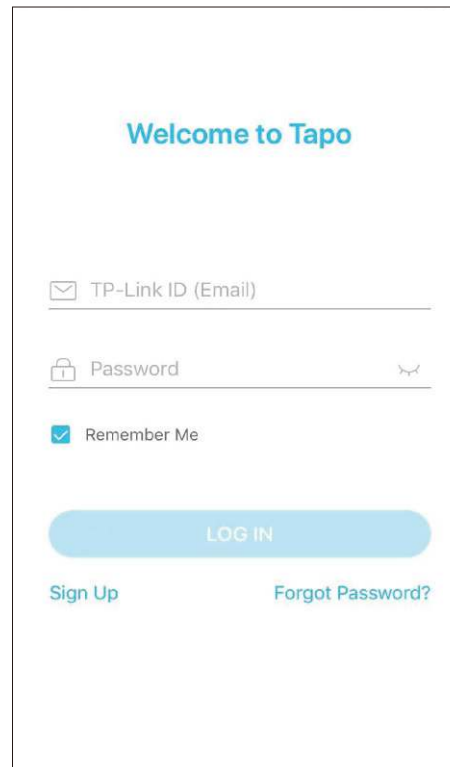 Welcome to Tapo
TP-Link ID (Email)
Password
Remember Me
LOG IN
Sign Up
Forgot Password?